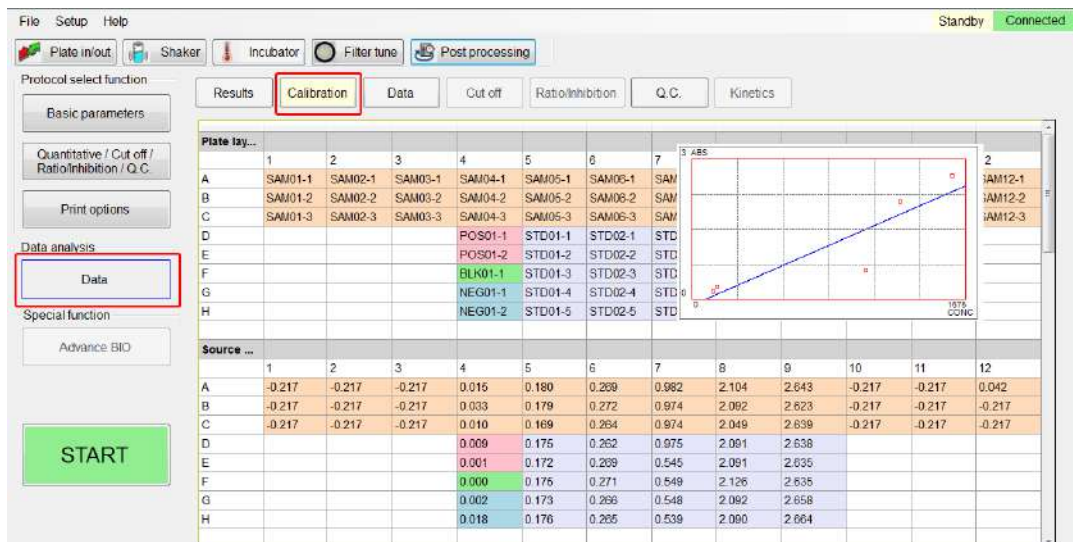 File Setup Help Standby Connected
Plate in/out Shaker Incubator Filter tune Post processing
Protocol select function
Basic parameters
Quantitative / Cut off /
Ratio/Inhibition / Q.C.
Print options
Data analysis
Data
Special function
Advance BIO
START
Results Calibration Data Cut off Ratio/Inhibition Q.C. Kinetics
Plate lay...
1 2 3 4 5 6 7 2
A SAM01-1 SAM02-1 SAM03-1 SAM04-1 SAM05-1 SAM06-1 SAM SAM12-1
B SAM01-2 SAM02-2 SAM03-2 SAM04-2 SAM05-2 SAM06-2 SAM SAM12-2
C SAM01-3 SAM02-3 SAM03-3 SAM04-3 SAM05-3 SAM06-3 SAM SAM12-3
D POS01-1 STD01-1 STD02-1 STD
E POS01-2 STD01-2 STD02-2 STD
F BLK01-1 STD01-3 STD02-3 STD
G NEG01-1 STD01-4 STD02-4 STD
H NEG01-2 STD01-5 STD02-5 STD
3 ABS
0
0
CONC
Source ...
1 2 3 4 5 6 7 8 9 10 11 12
A -0.217 -0.217 -0.217 0.015 0.180 0.269 0.982 2.104 2.643 -0.217 -0.217 0.042
B -0.217 -0.217 -0.217 0.033 0.179 0.272 0.974 2.092 2.623 -0.217 -0.217 -0.217
C -0.217 -0.217 -0.217 0.010 0.169 0.264 0.974 2.049 2.639 -0.217 -0.217 -0.217
D 0.009 0.175 0.262 0.975 2.091 2.638
E 0.001 0.172 0.269 0.545 2.091 2.635
F 0.000 0.175 0.271 0.549 2.126 2.635
G 0.002 0.173 0.266 0.548 2.092 2.658
H 0.018 0.176 0.265 0.539 2.090 2.664